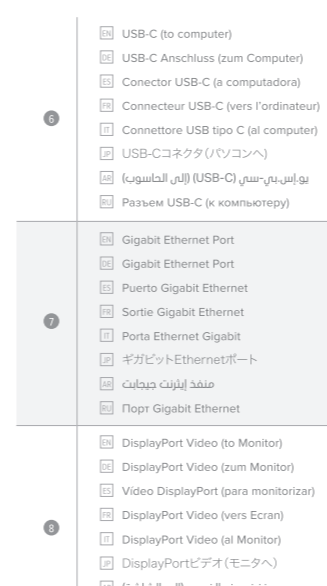 EN USB-C (to computer)
DE USB-C Anschluss (zum Computer)
ES Conector USB-C (a computadora)
FR Connecteur USB-C (vers l'ordinateur)
6
IT Connettore USB tipo C (al computer)
JP USB-Cコネクタ（パソコンへ）
AR يو.إس.بي-سي (USB-C) (إلى الحاسوب)
RU Разъем USB-C (к компьютеру)
EN Gigabit Ethernet Port
DE Gigabit Ethernet Port
ES Puerto Gigabit Ethernet
7
FR Sortie Gigabit Ethernet
IT Porta Ethernet Gigabit
JP ギガビットEthernetポート
AR منفذ إيثرنت جيجابت
RU Порт Gigabit Ethernet
EN DisplayPort Video (to Monitor)
DE DisplayPort Video (zum Monitor)
ES Vídeo DisplayPort (para monitorizar)
8
FR DisplayPort Video (vers Ecran)
IT DisplayPort Video (al Monitor)
JP DisplayPortビデオ（モニタへ）